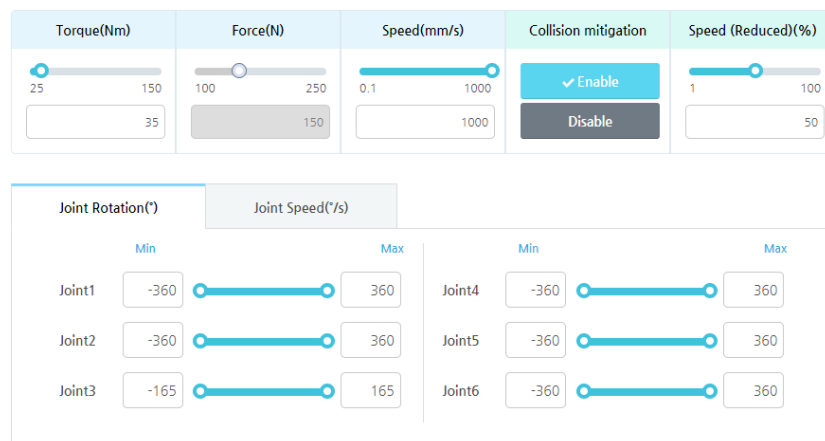 Torque(Nm) Force(N) Speed(mm/s) Collision mitigation Speed (Reduced)(%)
25 150 100 250 0.1 1000 Enable 1 100
35 150 1000 Disable 50
Joint Rotation(°) Joint Speed(°/s)
Min Max Min Max
Joint1 -360 360 Joint4 -360 360
Joint2 -360 360 Joint5 -360 360
Joint3 -165 165 Joint6 -360 360